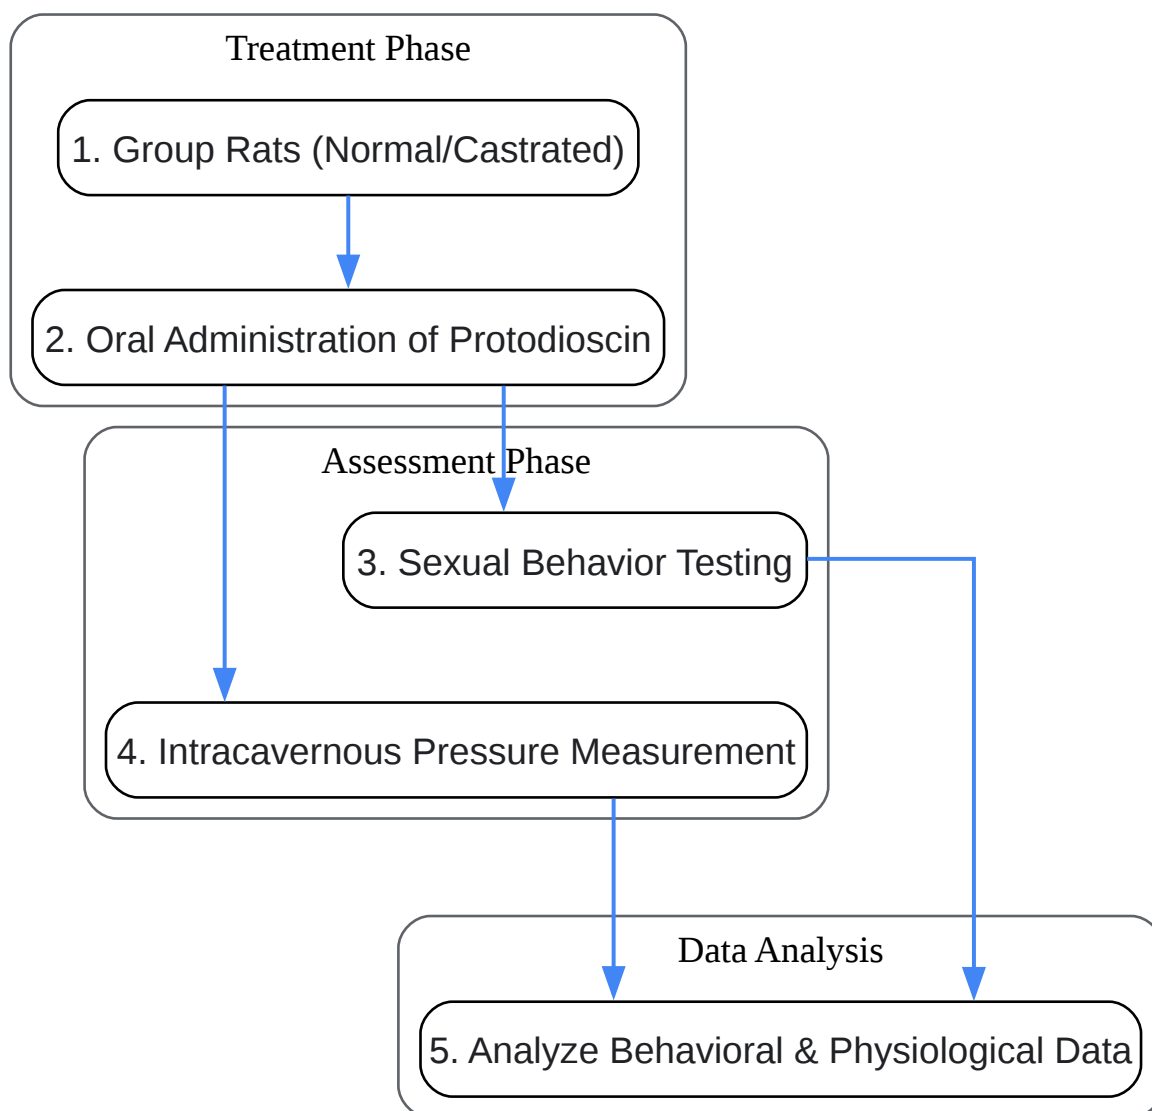 Treatment Phase
1. Group Rats (Normal/Castrated)
2. Oral Administration of Protodioscin
Assessment Phase
3. Sexual Behavior Testing
4. Intracavernous Pressure Measurement
Data Analysis
5. Analyze Behavioral & Physiological Data